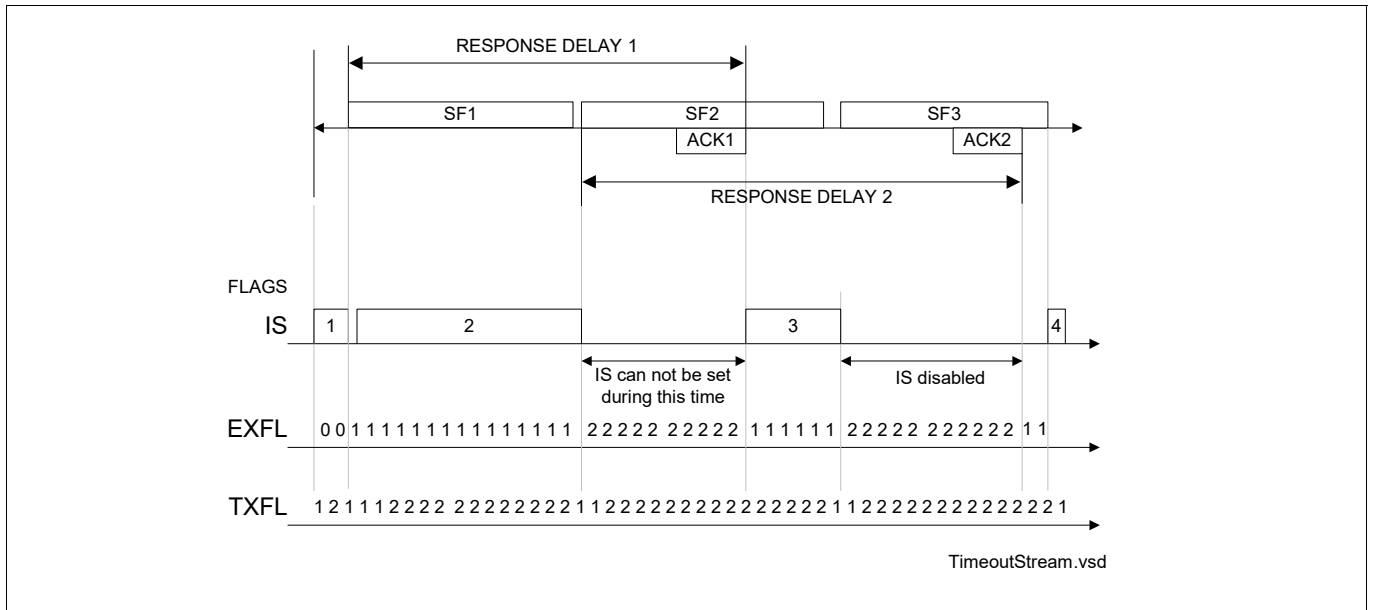 RESPONSE DELAY 1
SF1 SF2 SF3
ACK1 ACK2
RESPONSE DELAY 2
FLAGS
IS 1 2 3 4
IS can not be set
during this time
IS disabled
EXFL 0 0 1 1 1 1 1 1 1 1 1 1 1 1 1 1 1 2 2 2 2 2 2 2 2 2 2 1 1 1 1 1 1 2 2 2 2 2 2 2 2 2 2 2 1 1
TXFL 1 2 1 1 1 2 2 2 2 2 2 2 2 2 2 2 2 1 1 2 2 2 2 2 2 2 2 2 2 2 2 2 2 1 1 2 2 2 2 2 2 2 2 2 2 2 2 2 1
TimeoutStream.vsd